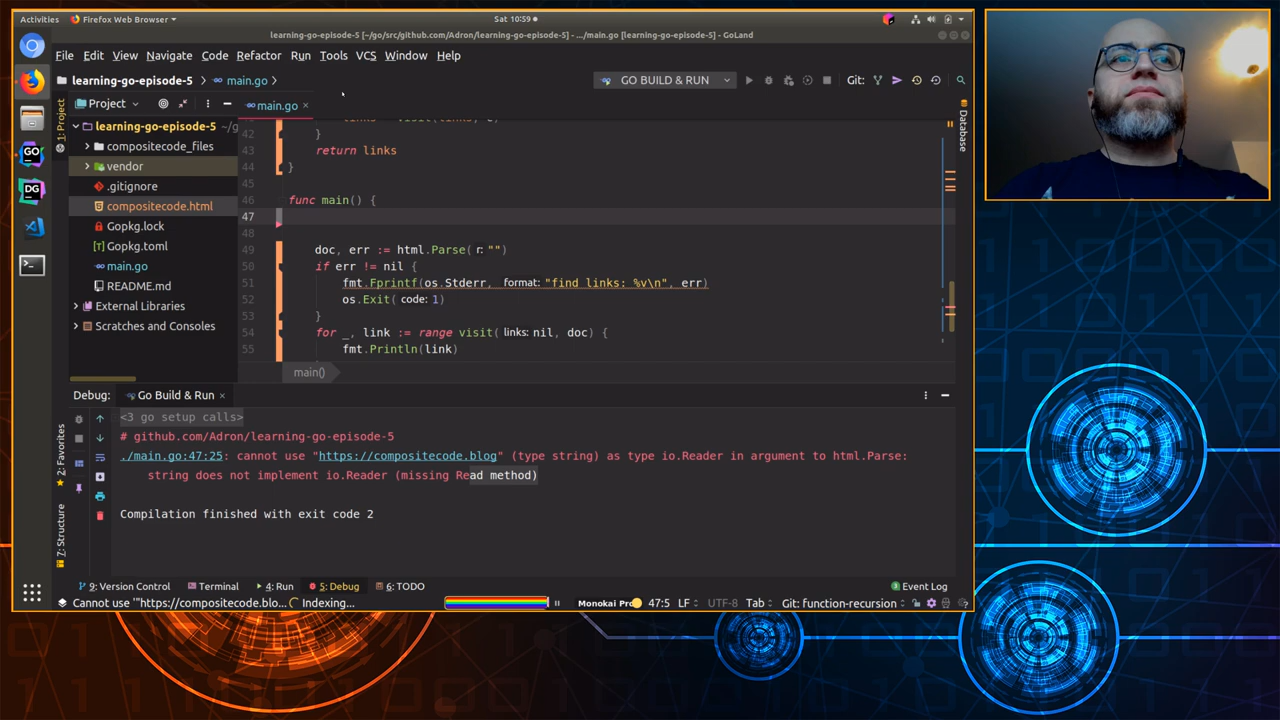 Activities
Firefox Web Browser
Sat 10:59
learning-go-episode-5 [~/go/src/github.com/Adron/learning-go-episode-5] - .../main.go [learning-go-episode-5] - GoLand
File Edit View Navigate Code Refactor Run Tools VCS Window Help
learning-go-episode-5 main.go
GO BUILD & RUN
Git:
1: Project
Project
main.go
Database
learning-go-episode-5 ~/g
compositecode_files
vendor
.gitignore
compositecode.html
Gopkg.lock
Gopkg.toml
main.go
README.md
External Libraries
Scratches and Consoles
42 }
43 return links
44 }
45
46 func main() {
47
48
49 doc, err := html.Parse( r: "")
50 if err != nil {
51 fmt.Fprintf(os.Stderr, format: "find links: %v\n", err)
52 os.Exit( code: 1)
53 }
54 for _, link := range visit( links: nil, doc) {
55 fmt.Println(link)
main()
Debug: Go Build & Run
<3 go setup calls>
# github.com/Adron/learning-go-episode-5
./main.go:47:25: cannot use "https://compositecode.blog" (type string) as type io.Reader in argument to html.Parse:
string does not implement io.Reader (missing Read method)
Compilation finished with exit code 2
2: Favorites
7: Structure
9: Version Control Terminal 4: Run 5: Debug 6: TODO
Event Log
Cannot use "https://compositecode.blo... Indexing...
Monokai Pro 47:5 LF UTF-8 Tab Git: function-recursion